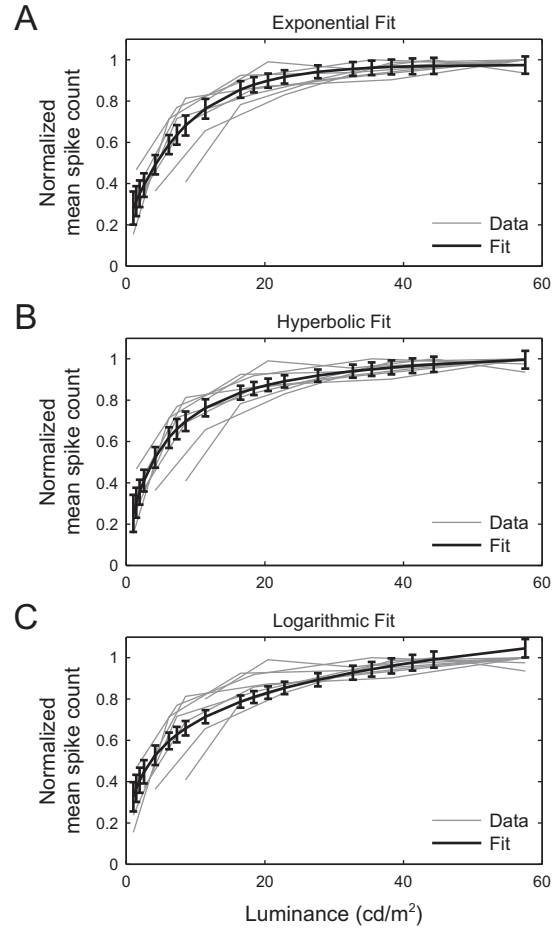 A
Exponential Fit
Normalized
mean spike count
1
0.8
0.6
0.4
0.2
0
0 20 40 60
Data
Fit
B
Hyperbolic Fit
Normalized
mean spike count
1
0.8
0.6
0.4
0.2
0
0 20 40 60
Data
Fit
C
Logarithmic Fit
Normalized
mean spike count
1
0.8
0.6
0.4
0.2
0
0 20 40 60
Data
Fit
Luminance (cd/m²)